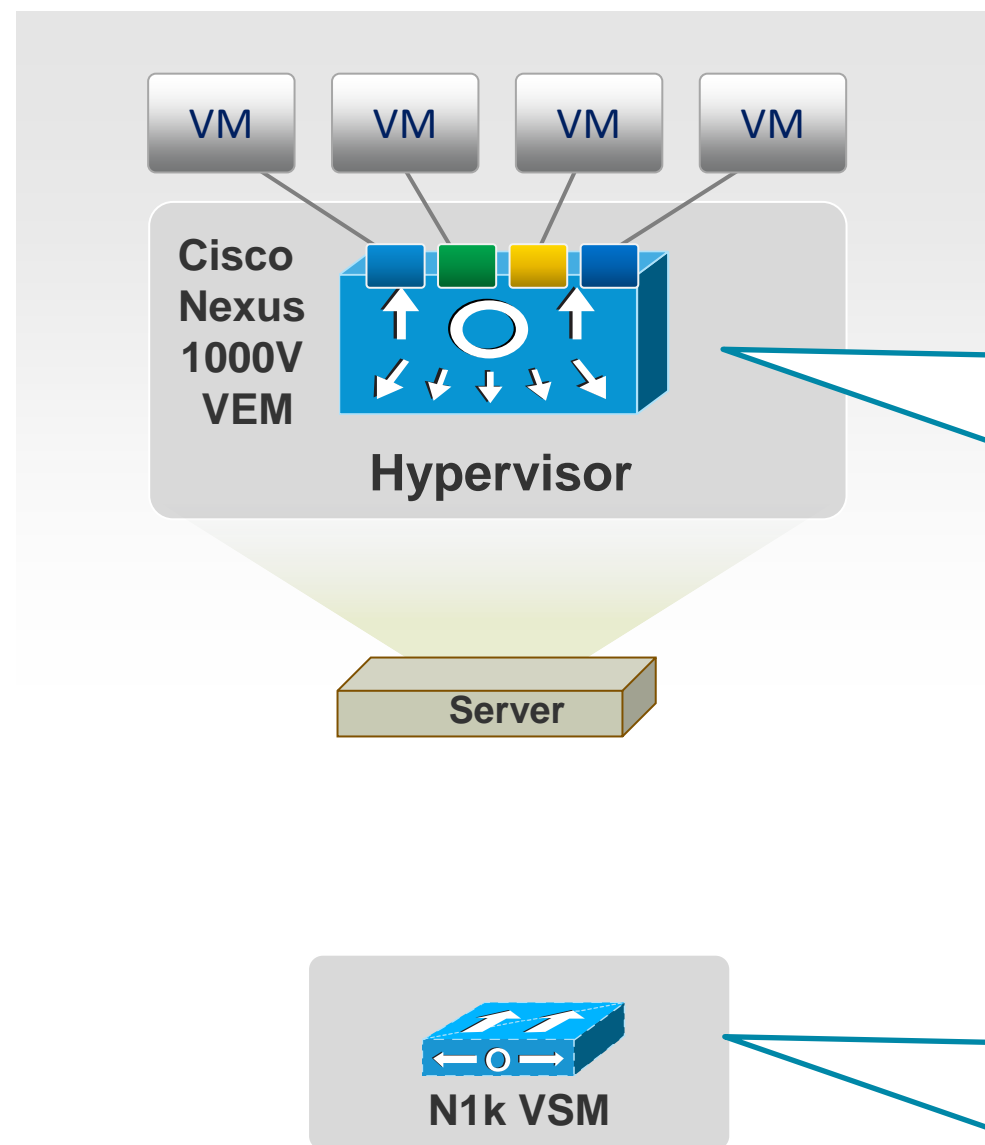 VM VM VM VM
Cisco
Nexus
1000V
VEM
Hypervisor
Server
N1k VSM